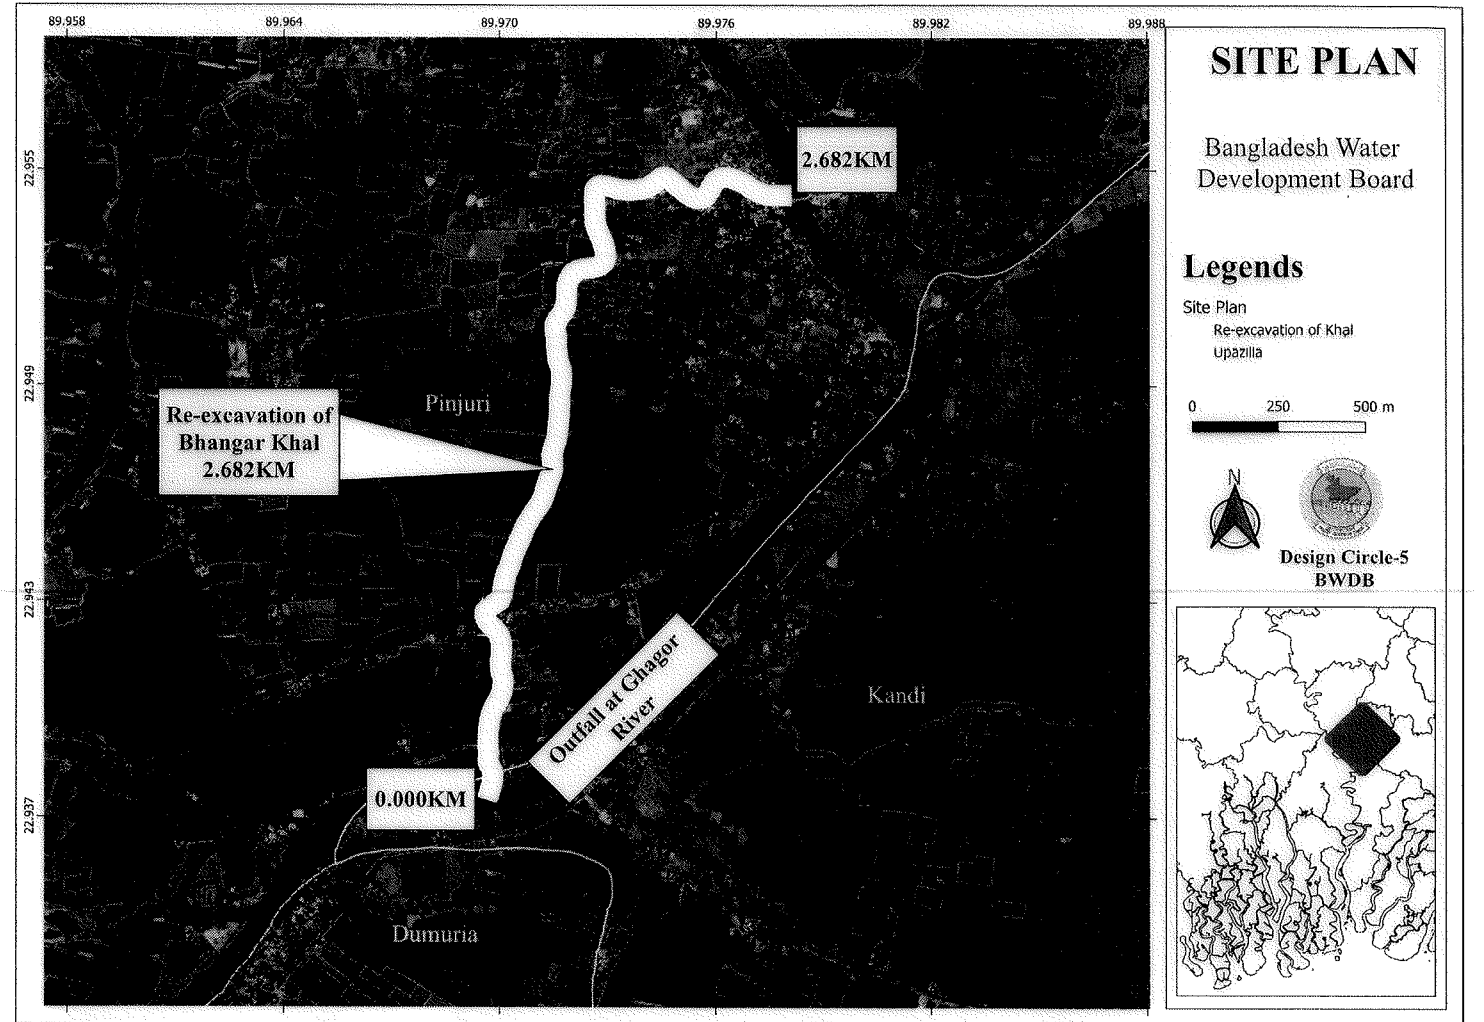 89.958 89.964 89.970 89.976 89.982 89.988
22.955
22.949
22.943
22.937
2.682KM
Pinjuri
Re-excavation of
Bhangar Khal
2.682KM
Kandi
Outfall at Ghagor
River
0.000KM
Dumuria
SITE PLAN
Bangladesh Water
Development Board
Legends
Site Plan
Re-excavation of Khal
Upazilla
0 250 500 m
N
Design Circle-5
BWDB